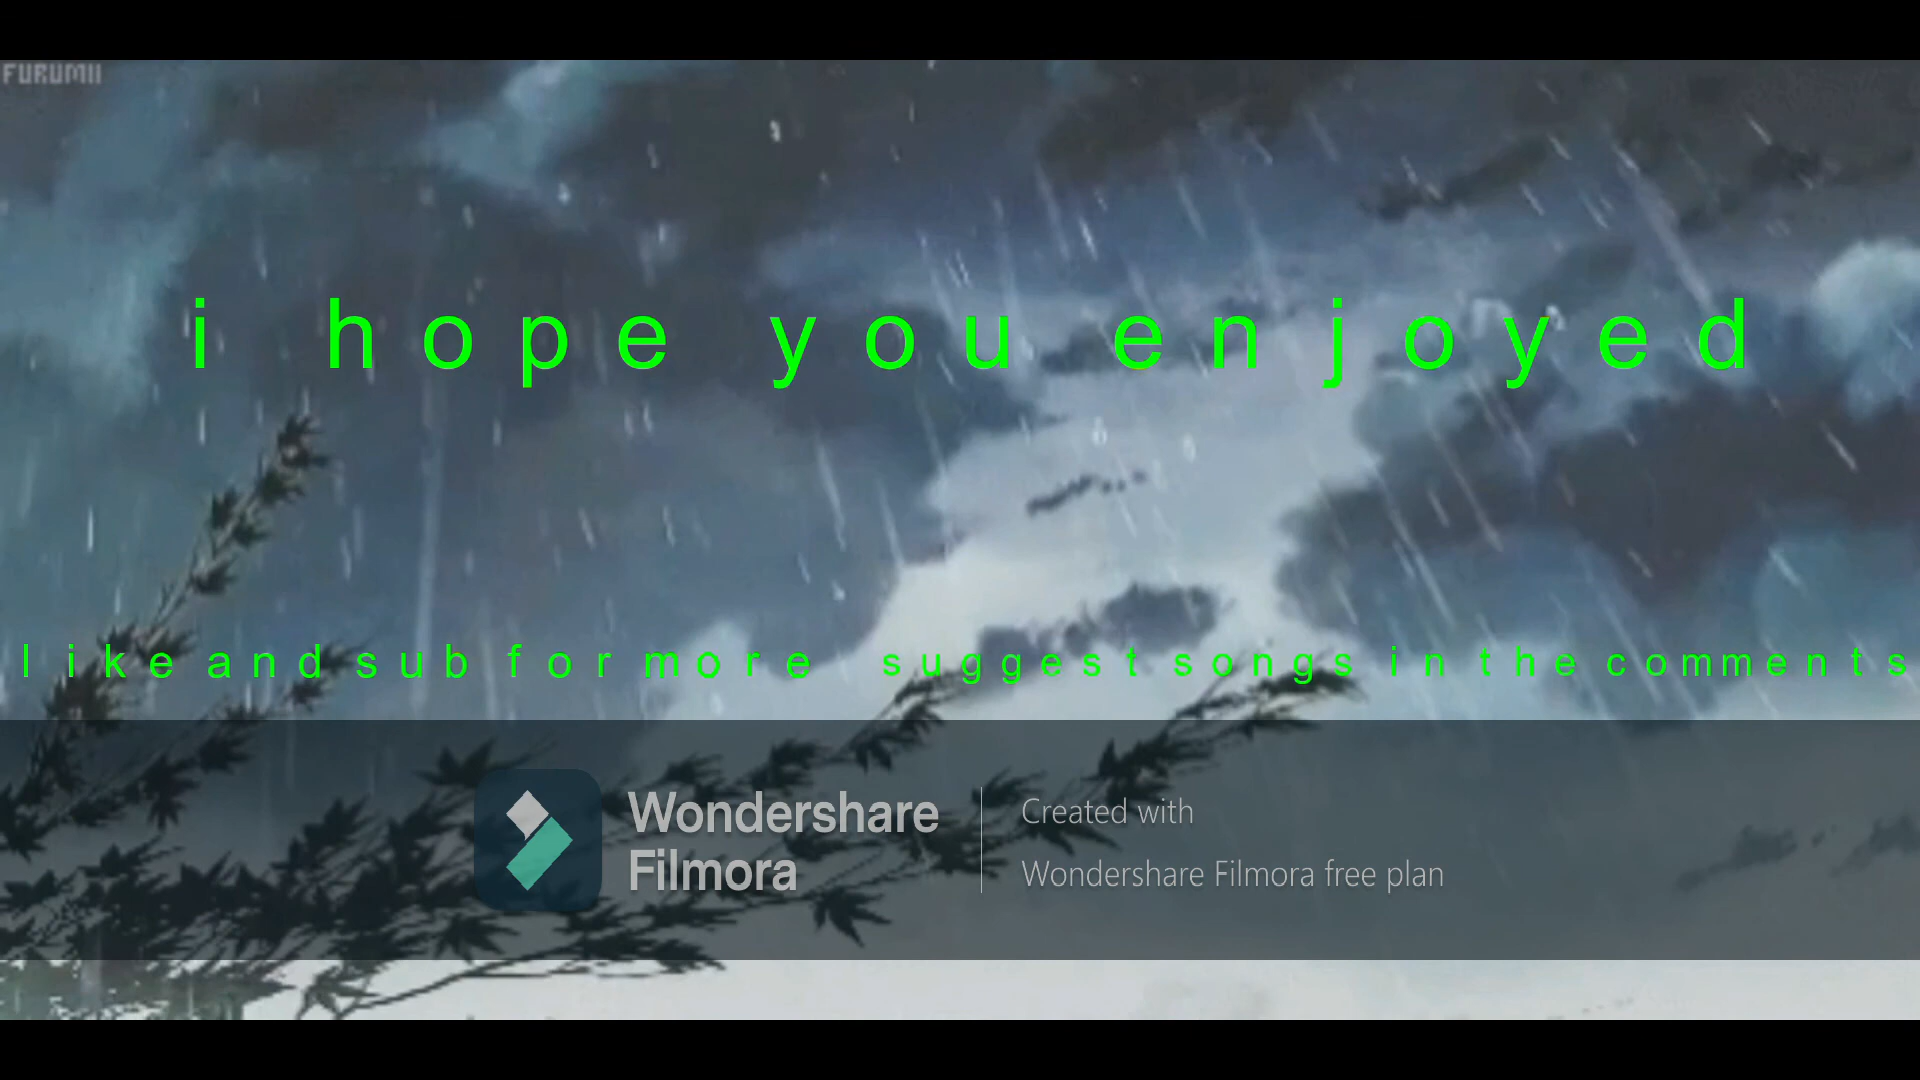 FURUMII
i hope you enjoyed
like and sub for more suggest songs in the comments
Wondershare
Filmora
Created with
Wondershare Filmora free plan